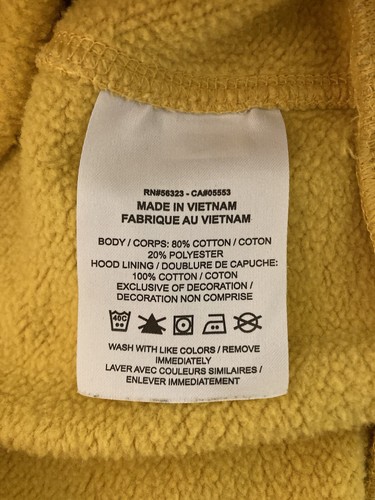 RN#56323 - CA#05553
MADE IN VIETNAM
FABRIQUE AU VIETNAM
BODY / CORPS: 80% COTTON / COTON
20% POLYESTER
HOOD LINING / DOUBLURE DE CAPUCHE:
100% COTTON / COTON
EXCLUSIVE OF DECORATION /
DECORATION NON COMPRISE
40C
WASH WITH LIKE COLORS / REMOVE
IMMEDIATELY
LAVER AVEC COULEURS SIMILAIRES /
ENLEVER IMMEDIATEMENT